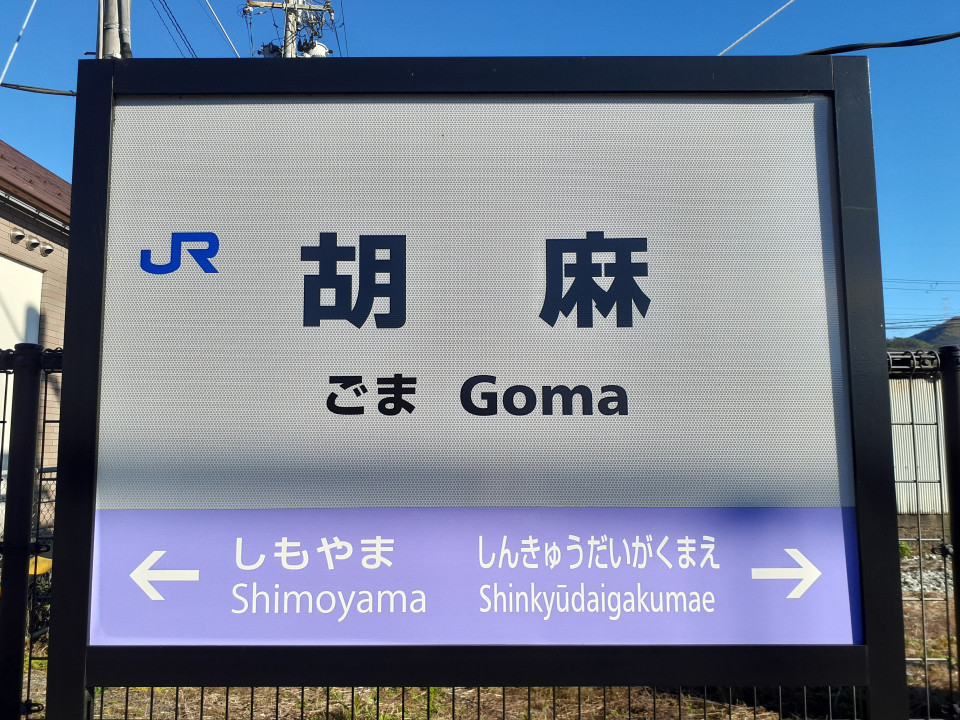 JR 胡麻
ごま Goma
← しもやま しんきゅうだいがくまえ →
Shimoyama Shinkyūdaigakumae